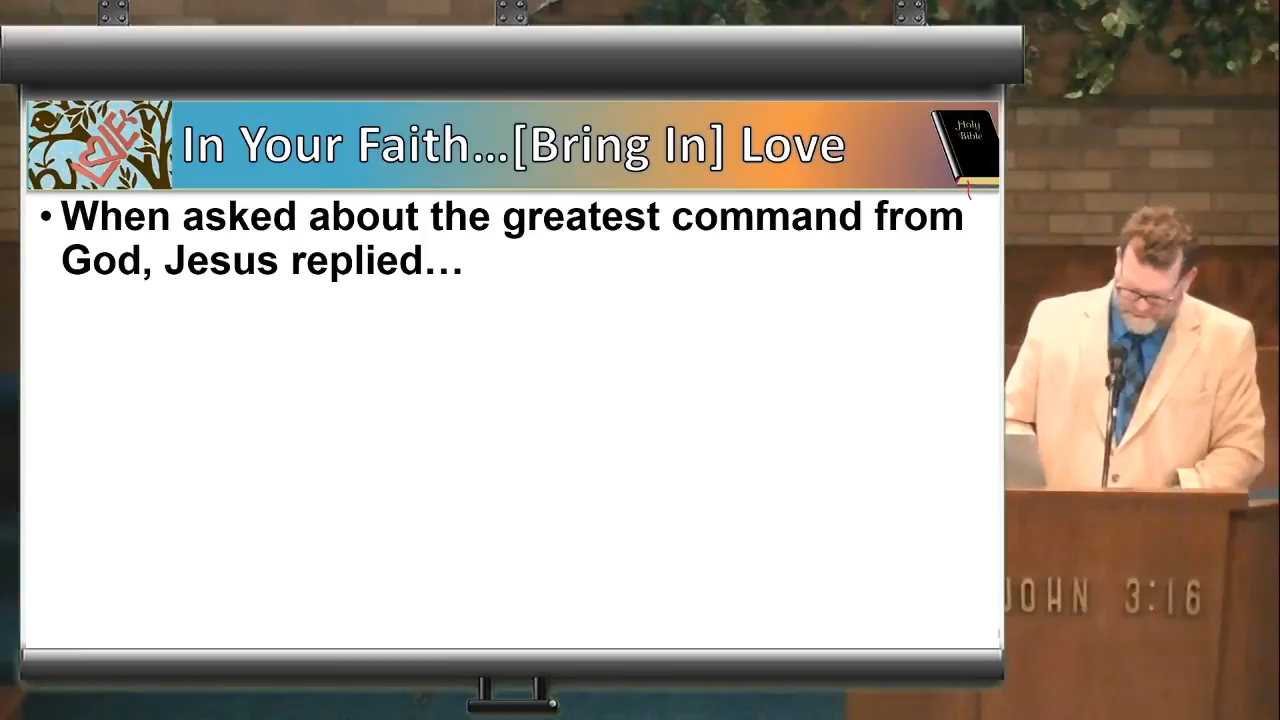 LOVE
In Your Faith...[Bring In] Love
Holy
Bible
• When asked about the greatest command from
God, Jesus replied…
JOHN 3:16